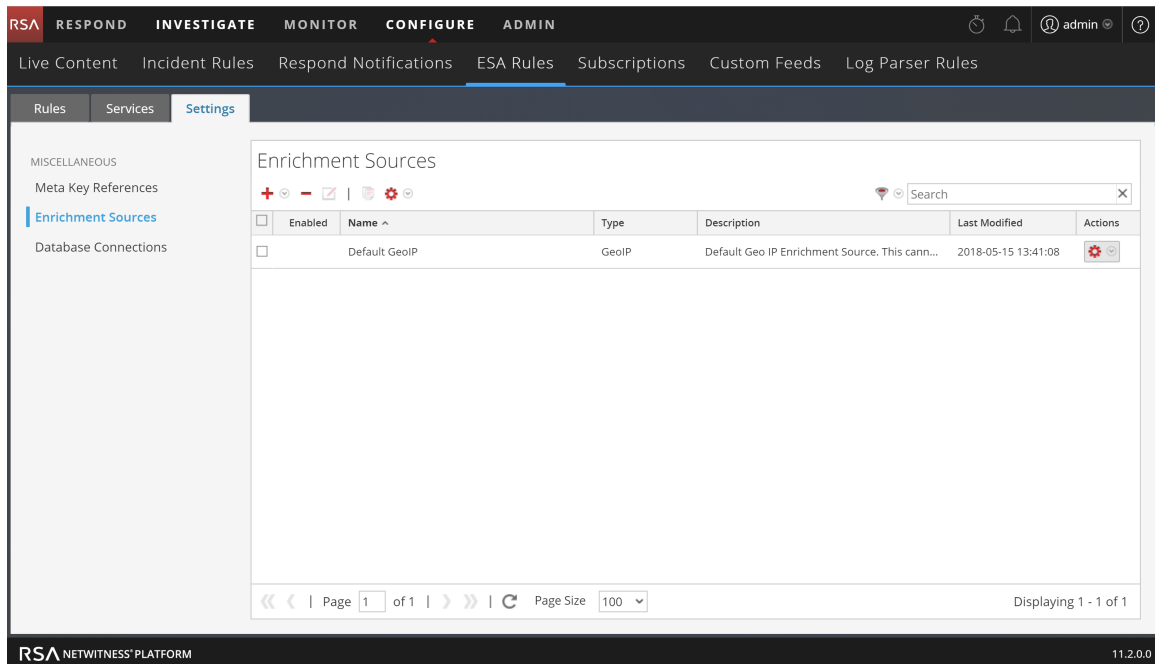 RSA RESPOND INVESTIGATE MONITOR CONFIGURE ADMIN admin ?
Live Content Incident Rules Respond Notifications ESA Rules Subscriptions Custom Feeds Log Parser Rules
Rules Services Settings
MISCELLANEOUS
Meta Key References
Enrichment Sources
Database Connections
Enrichment Sources
Search
Enabled Name Type Description Last Modified Actions
Default GeoIP GeoIP Default Geo IP Enrichment Source. This cann... 2018-05-15 13:41:08
Page 1 of 1 Page Size 100 Displaying 1 - 1 of 1
RSA NETWITNESS® PLATFORM 11.2.0.0